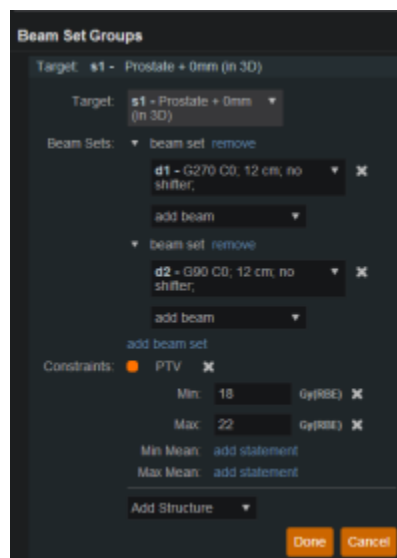 Beam Set Groups
Target: s1 - Prostate + 0mm (in 3D)
Target: s1 - Prostate + 0mm
(in 3D)
Beam Sets: beam set remove
d1 - G270 C0; 12 cm; no
shifter;
add beam
beam set remove
d2 - G90 C0; 12 cm; no
shifter;
add beam
add beam set
Constraints: PTV
Min: 18 Gy(RBE)
Max: 22 Gy(RBE)
Min Mean: add statement
Max Mean: add statement
Add Structure
Done Cancel